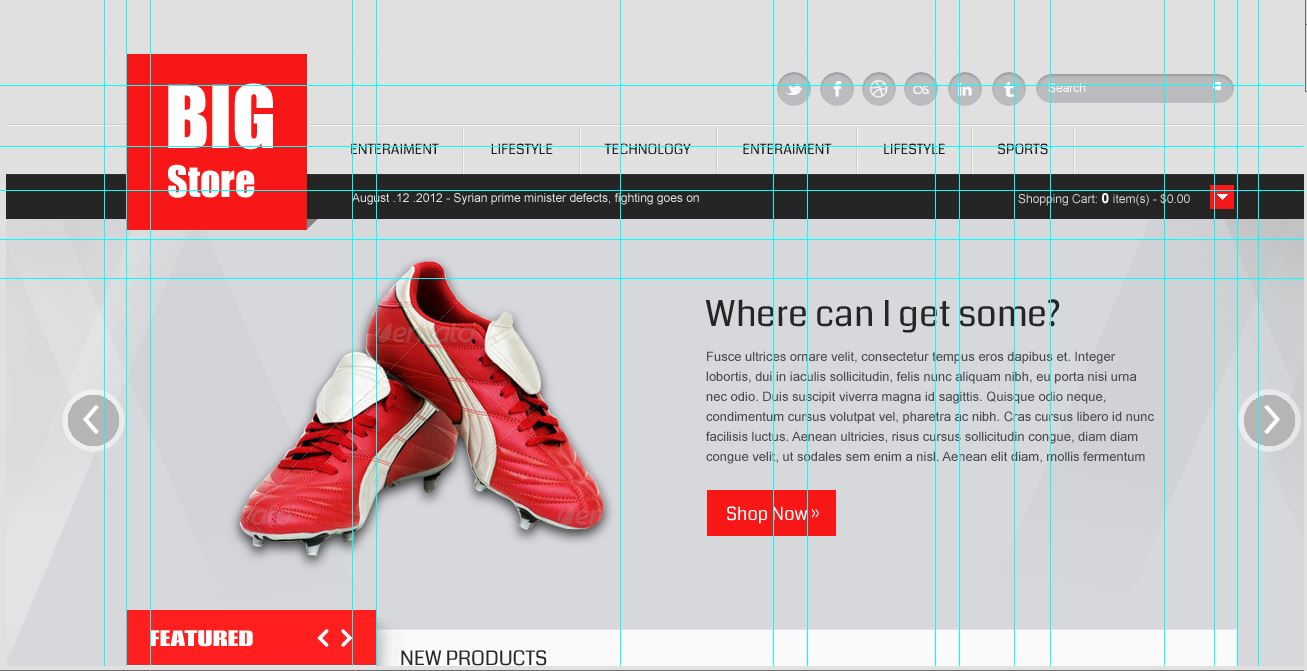 BIG
Store
Search
ENTERAIMENT LIFESTYLE TECHNOLOGY ENTERAIMENT LIFESTYLE SPORTS
August .12 .2012 - Syrian prime minister defects, fighting goes on
Shopping Cart: 0 item(s) - $0.00
envato
Where can I get some?
Fusce ultrices ornare velit, consectetur tempus eros dapibus et. Integer
lobortis, dui in iaculis sollicitudin, felis nunc aliquam nibh, eu porta nisi urna
nec odio. Duis suscipit viverra magna id sagittis. Quisque odio neque,
condimentum cursus volutpat vel, pharetra ac nibh. Cras cursus libero id nunc
facilisis luctus. Aenean ultricies, risus cursus sollicitudin congue, diam diam
congue velit, ut sodales sem enim a nisl. Aenean elit diam, mollis fermentum
Shop Now »
FEATURED
NEW PRODUCTS